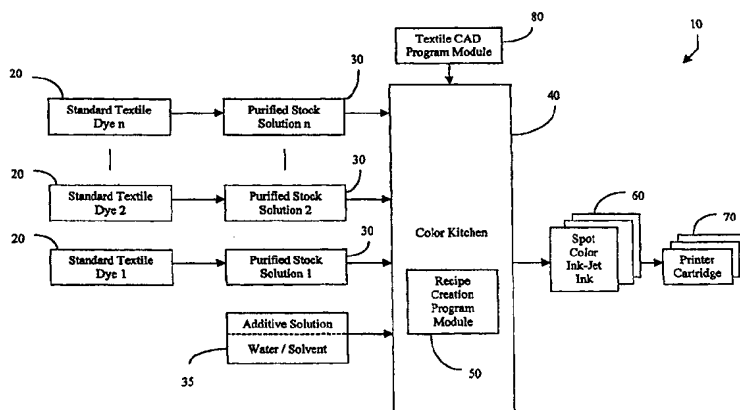 80
Textile CAD
Program Module
10
20
30
Standard Textile
Dye n
Purified Stock
Solution n
40
20
30
Standard Textile
Dye 2
Purified Stock
Solution 2
60
70
20
30
Standard Textile
Dye 1
Purified Stock
Solution 1
Color Kitchen
Spot
Color
Ink-Jet
Ink
Printer
Cartridge
Recipe
Creation
Program
Module
Additive Solution
Water / Solvent
35
50